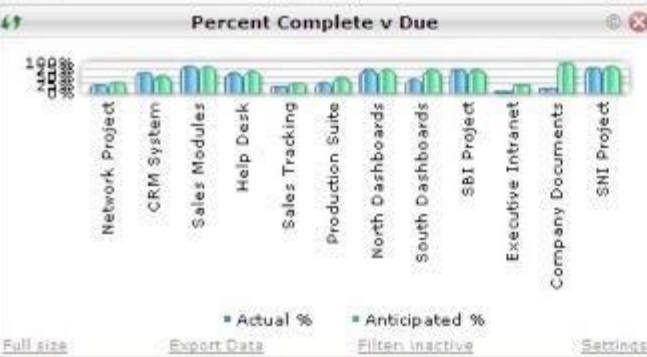 Percent Complete v Due
Network Project
CRM System
Sales Modules
Help Desk
Sales Tracking
Production Suite
North Dashboards
South Dashboards
SBI Project
Executive Intranet
Company Documents
SNI Project
Actual % Anticipated %
Full size Export Data Filter: inactive Settings